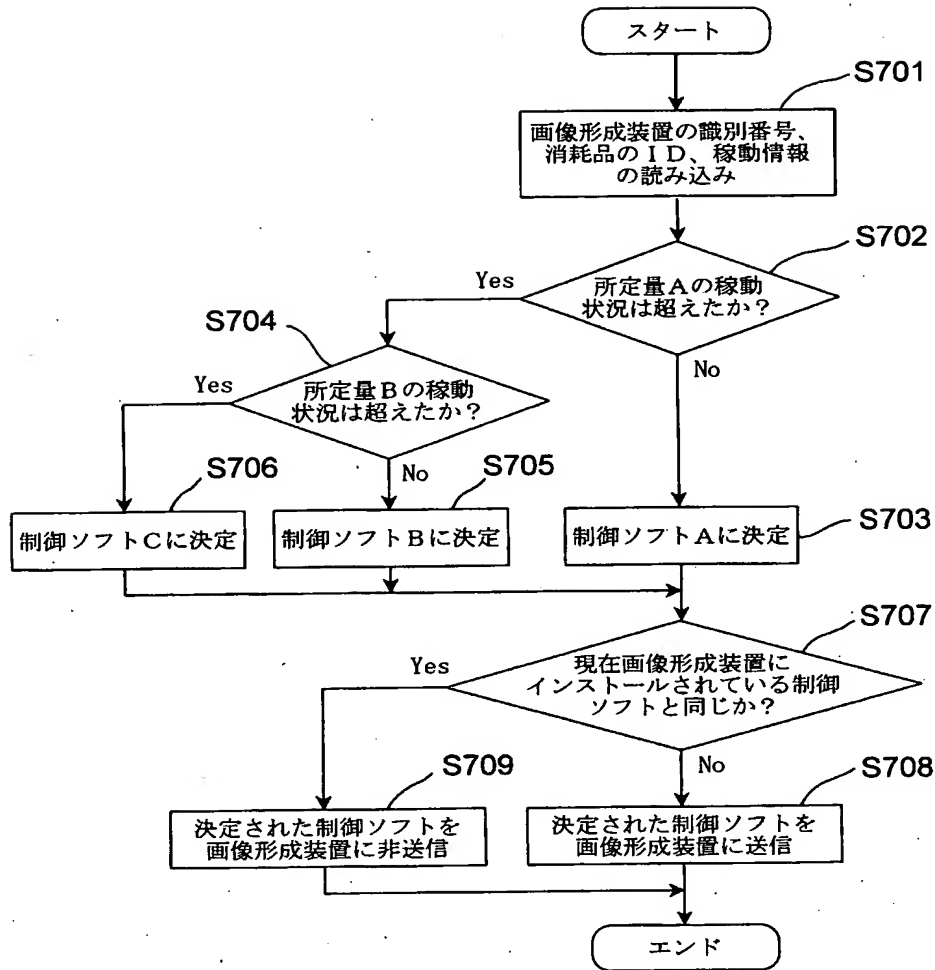 スタート
S701
画像形成装置の識別番号、
消耗品のID、稼動情報
の読み込み
S702
所定量Aの稼動
状況は超えたか?
Yes
No
S704
所定量Bの稼動
状況は超えたか?
Yes
No
S706
制御ソフトCに決定
S705
制御ソフトBに決定
S703
制御ソフトAに決定
S707
現在画像形成装置に
インストールされている制御
ソフトと同じか?
Yes
No
S709
決定された制御ソフトを
画像形成装置に非送信
S708
決定された制御ソフトを
画像形成装置に送信
エンド